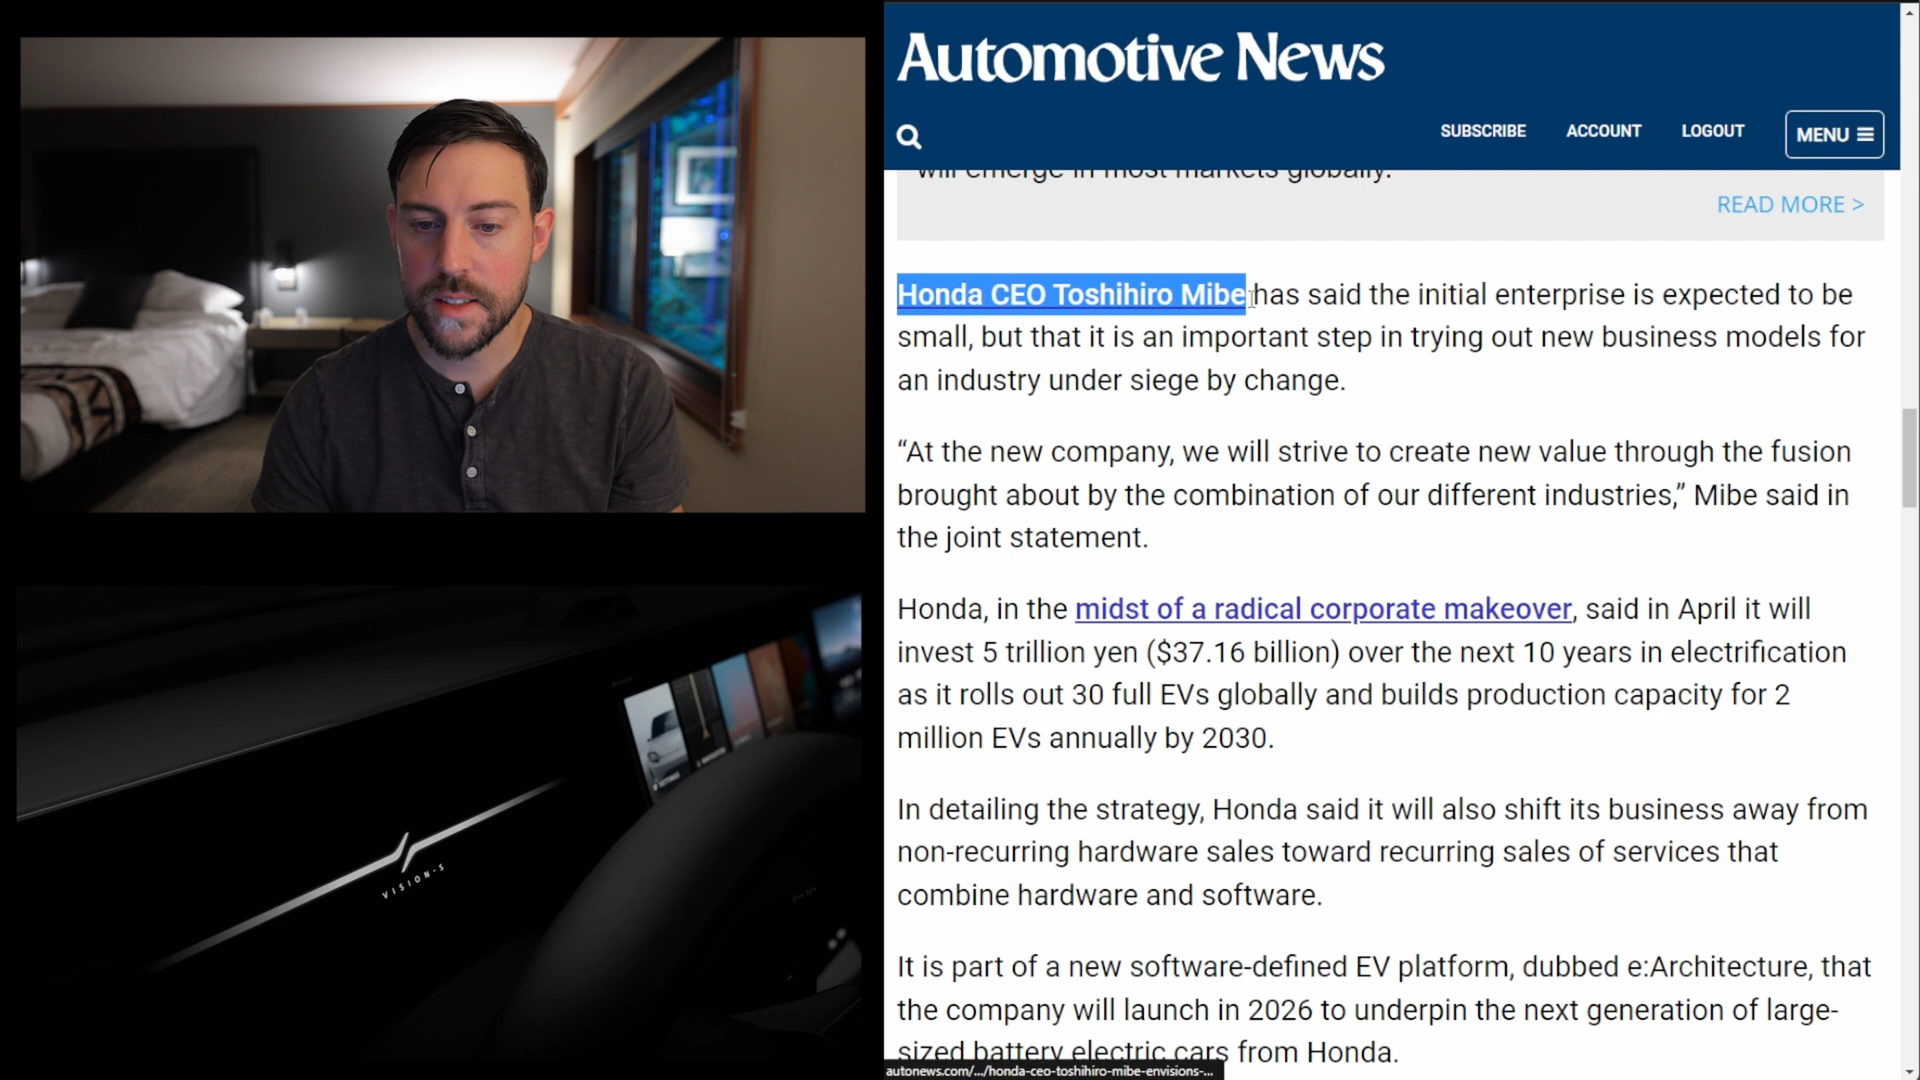 Automotive News
SUBSCRIBE
ACCOUNT
LOGOUT
MENU
will emerge in most markets globally.
READ MORE >
Honda CEO Toshihiro Mibe has said the initial enterprise is expected to be
small, but that it is an important step in trying out new business models for
an industry under siege by change.
“At the new company, we will strive to create new value through the fusion
brought about by the combination of our different industries,” Mibe said in
the joint statement.
Honda, in the midst of a radical corporate makeover, said in April it will
invest 5 trillion yen ($37.16 billion) over the next 10 years in electrification
as it rolls out 30 full EVs globally and builds production capacity for 2
million EVs annually by 2030.
In detailing the strategy, Honda said it will also shift its business away from
non-recurring hardware sales toward recurring sales of services that
combine hardware and software.
It is part of a new software-defined EV platform, dubbed e:Architecture, that
the company will launch in 2026 to underpin the next generation of large-
sized battery electric cars from Honda.
autonews.com/.../honda-ceo-toshihiro-mibe-envisions-...
VISION-S